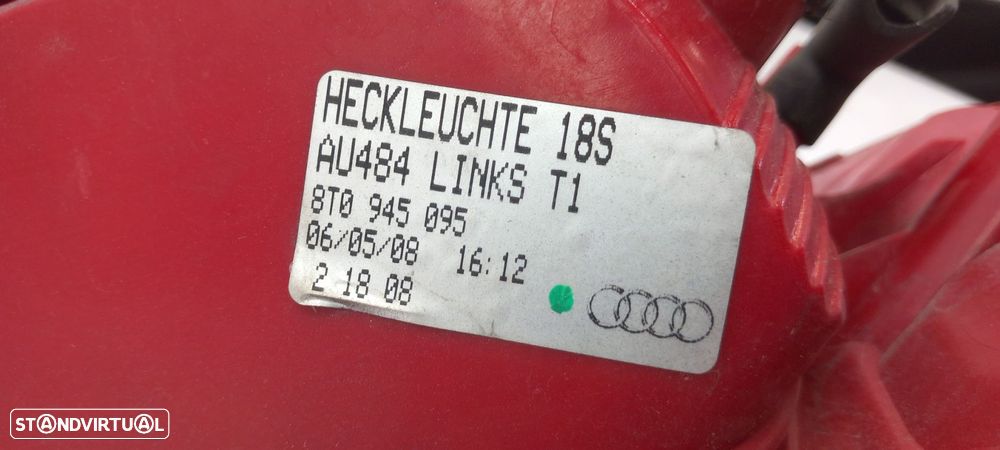 HECKLEUCHTE 18S
AU484 LINKS T1
8T0 945 095
06/05/08 16:12
2 18 08
STANDVIRTUAL